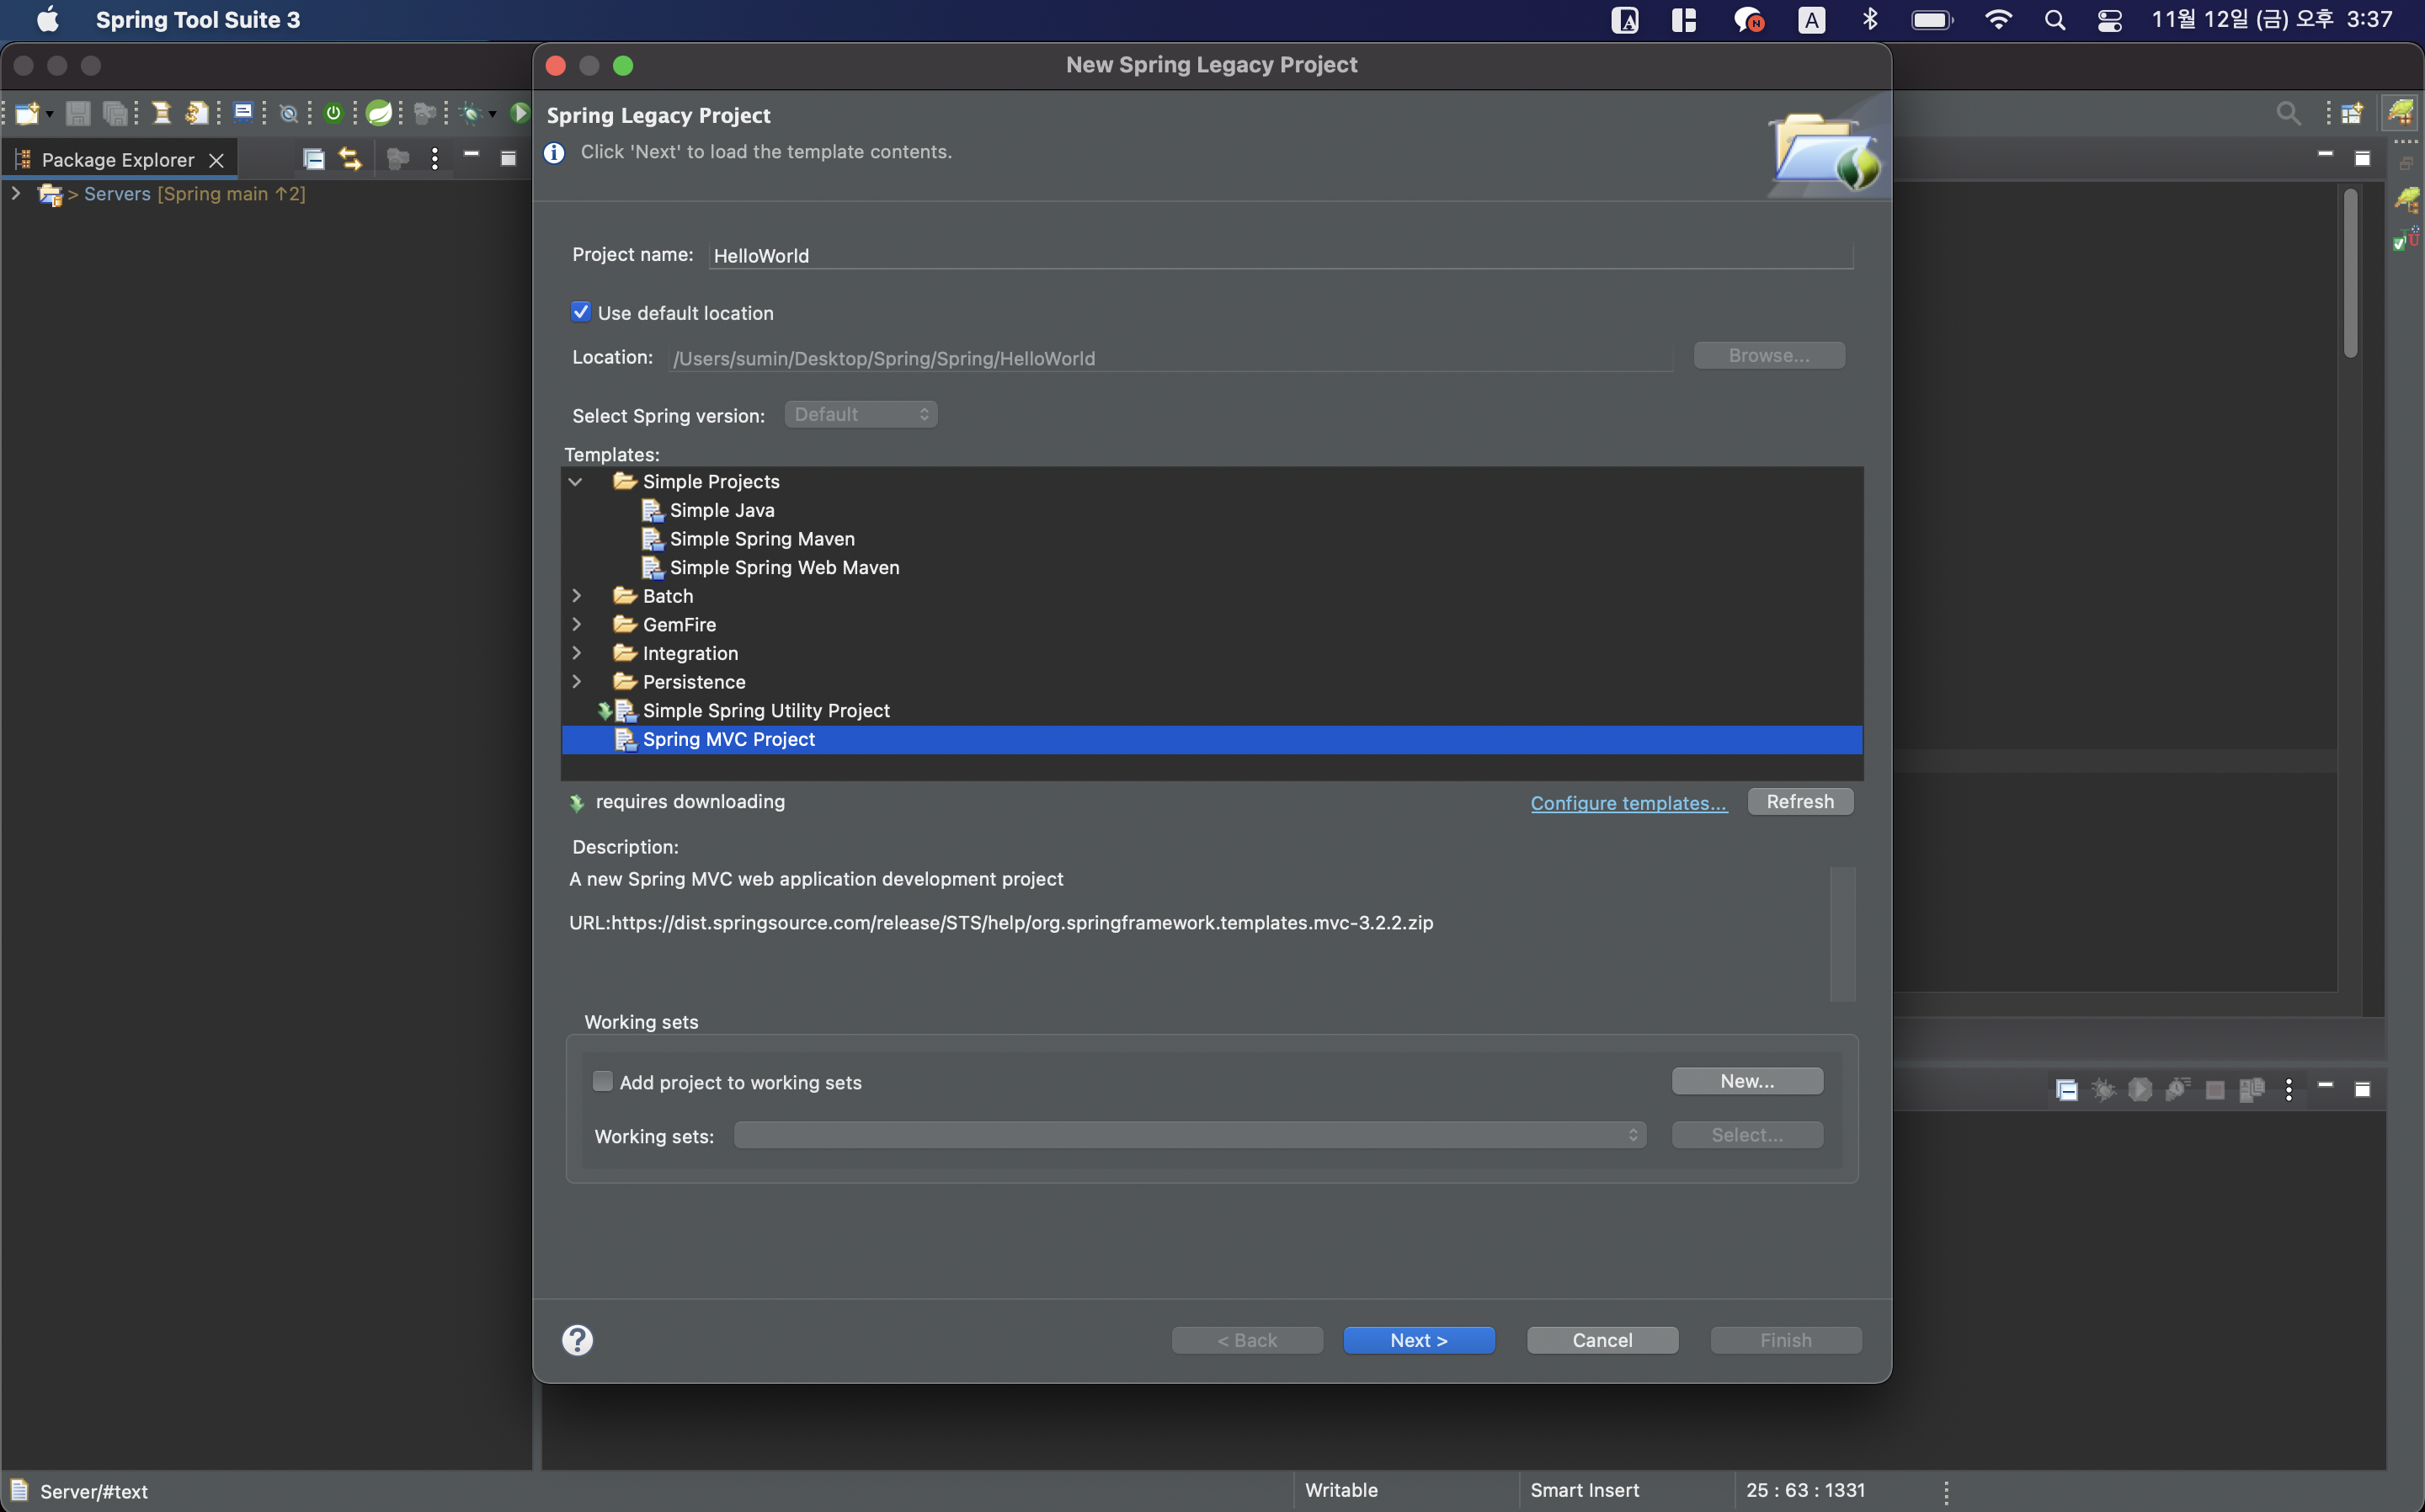 Spring Tool Suite 3
A
N
A
11월 12일 (금) 오후 3:37
New Spring Legacy Project
Spring Legacy Project
Click 'Next' to load the template contents.
Package Explorer
> Servers [Spring main ↑2]
Project name: HelloWorld
Use default location
Location: /Users/sumin/Desktop/Spring/Spring/HelloWorld
Browse...
Select Spring version: Default
Templates:
Simple Projects
Simple Java
Simple Spring Maven
Simple Spring Web Maven
Batch
GemFire
Integration
Persistence
Simple Spring Utility Project
Spring MVC Project
requires downloading
Configure templates...
Refresh
Description:
A new Spring MVC web application development project
URL:https://dist.springsource.com/release/STS/help/org.springframework.templates.mvc-3.2.2.zip
Working sets
Add project to working sets
New...
Working sets:
Select...
?
< Back
Next >
Cancel
Finish
Server/#text
Writable
Smart Insert
25 : 63 : 1331